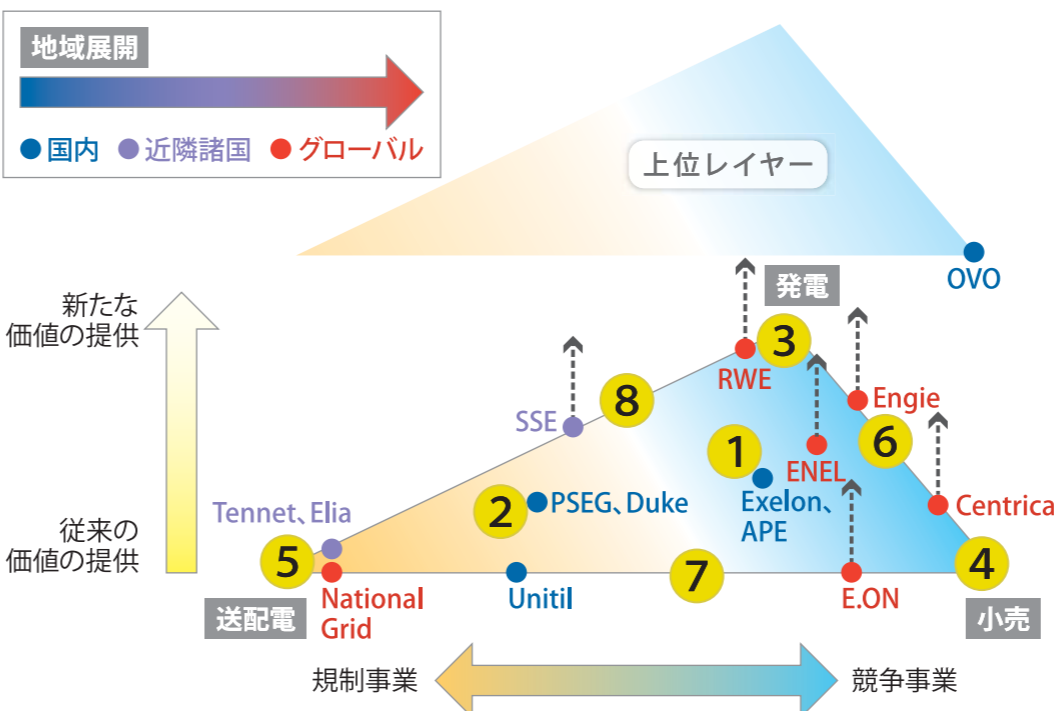 地域展開
国内
近隣諸国
グローバル
上位レイヤー
OVO
新たな
価値の提供
発電
3
RWE
8
SSE
Engie
6
1
ENEL
Exelon、
APE
2
PSEG、Duke
Centrica
Tennet、Elia
従来の
価値の提供
5
7
4
送配電
National
Grid
Unitil
E.ON
小売
規制事業
競争事業